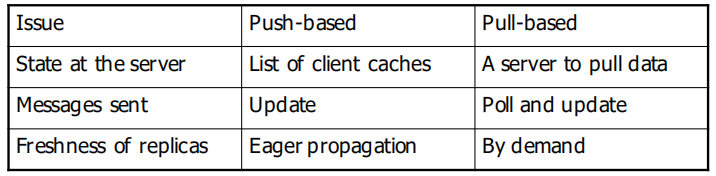 Issue Push-based Pull-based
State at the server List of client caches A server to pull data
Messages sent Update Poll and update
Freshness of replicas Eager propagation By demand